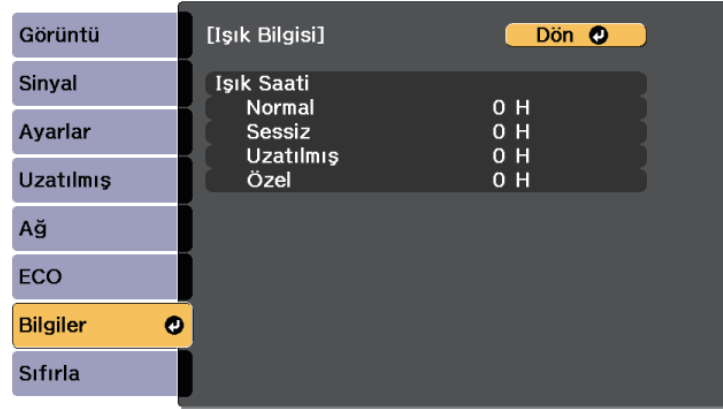 Görüntü
Sinyal
Ayarlar
Uzatılmış
Ağ
ECO
Bilgiler
Sıfırla
[Işık Bilgisi]
Dön
Işık Saati
Normal 0 H
Sessiz 0 H
Uzatılmış 0 H
Özel 0 H